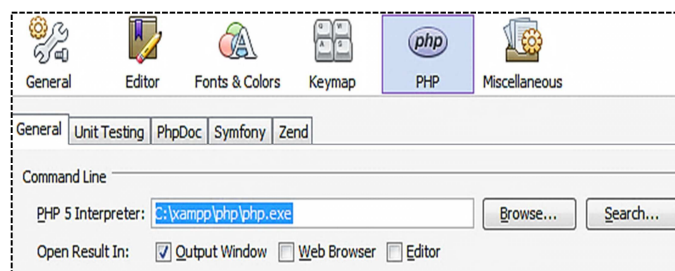 G W
A S
php
General Editor Fonts & Colors Keymap PHP Miscellaneous
General Unit Testing PhpDoc Symfony Zend
Command Line
PHP 5 Interpreter: C:\xampp\php\php.exe Browse... Search...
Open Result In: Output Window Web Browser Editor